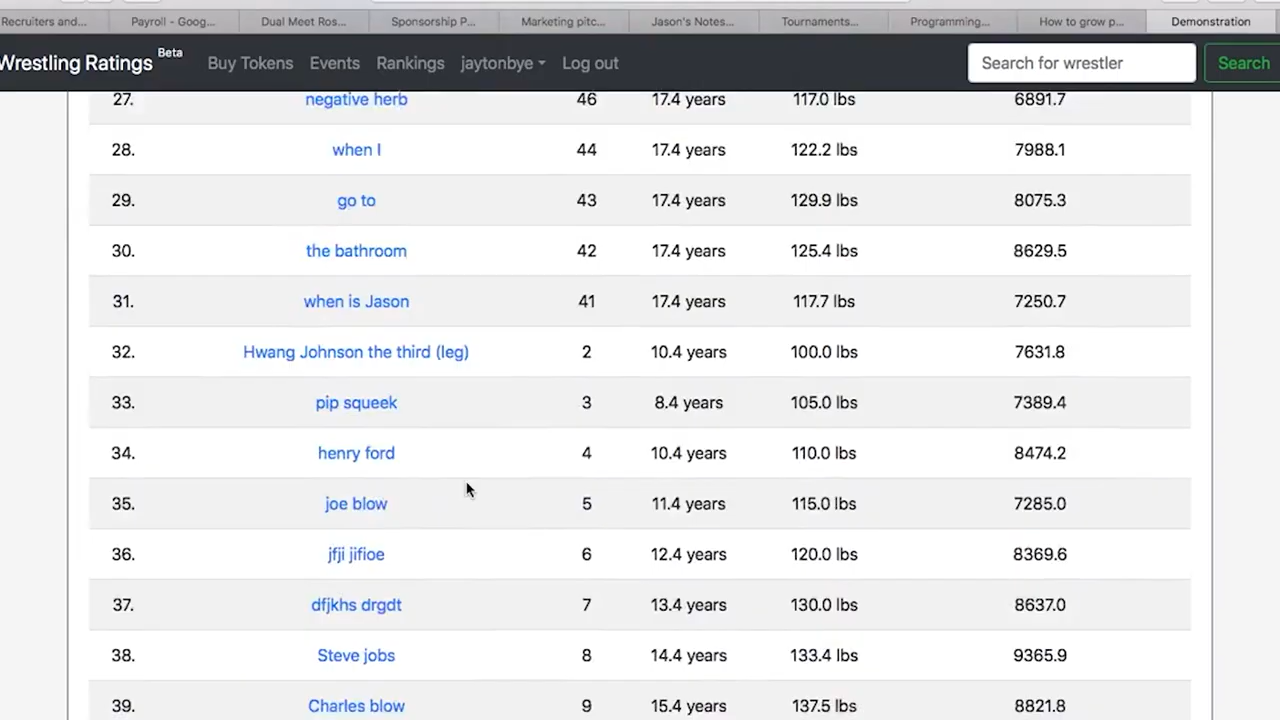 Recruiters and... Payroll - Goog... Dual Meet Ros... Sponsorship P... Marketing pitc... Jason's Notes... Tournaments... Programming... How to grow p... Demonstration
Wrestling Ratings Beta Buy Tokens Events Rankings jaytonbye Log out Search for wrestler Search
27. negative herb 46 17.4 years 117.0 lbs 6891.7
28. when I 44 17.4 years 122.2 lbs 7988.1
29. go to 43 17.4 years 129.9 lbs 8075.3
30. the bathroom 42 17.4 years 125.4 lbs 8629.5
31. when is Jason 41 17.4 years 117.7 lbs 7250.7
32. Hwang Johnson the third (leg) 2 10.4 years 100.0 lbs 7631.8
33. pip squeek 3 8.4 years 105.0 lbs 7389.4
34. henry ford 4 10.4 years 110.0 lbs 8474.2
35. joe blow 5 11.4 years 115.0 lbs 7285.0
36. jfji jifioe 6 12.4 years 120.0 lbs 8369.6
37. dfjkhs drgdt 7 13.4 years 130.0 lbs 8637.0
38. Steve jobs 8 14.4 years 133.4 lbs 9365.9
39. Charles blow 9 15.4 years 137.5 lbs 8821.8